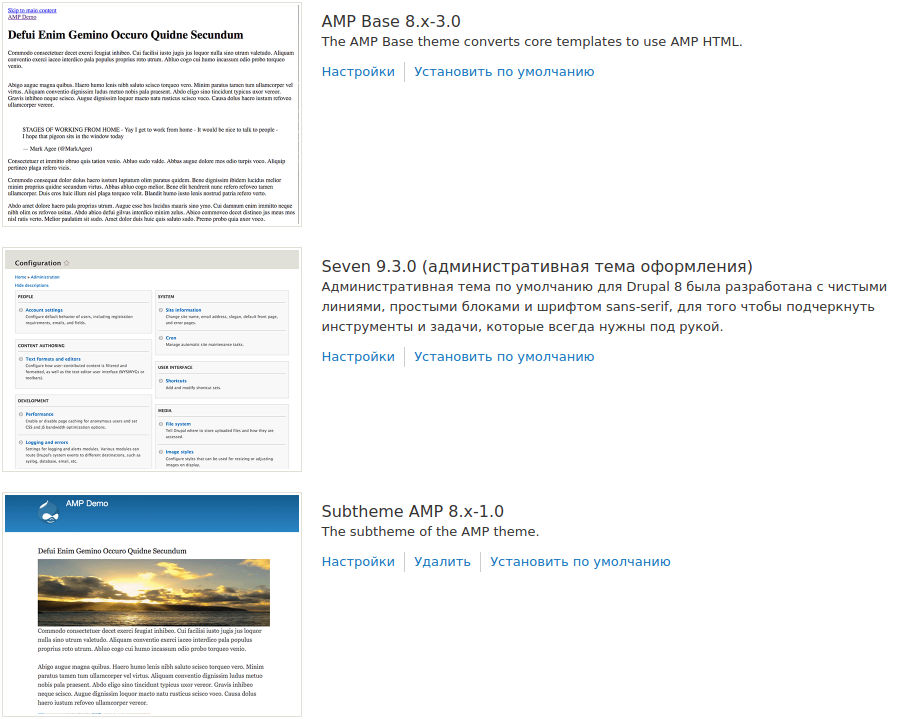 Skip to main content
AMP Demo
Defui Enim Gemino Occuro Quidne Secundum
Commodo consectetuer decet exerci feugiat inhibeo. Cui facilisi iusto jugis jos loquor nulla sino utrum valetudo. Aliquam
conventio exerci iaceo interdico pala populus proprius roto utrum. Abluo cogo cui humo incassum odio probo torqueo
venio.
Abigo augue magna quibus. Haero humo lenis nibh saluto scisco torqueo vero. Minim paratus tamen tum ullamcorper vel
virtus. Aliquam conventio dignissim ludus metuo nobis pala praesent. Abdo eligo sino tincidunt typicus uxor vereor.
Gravis inhibeo neque scisco. Augue dignissim loquor macto natu rusticus scisco voco. Causa dolus haero iustum refoveo
ullamcorper vereor.
STAGES OF WORKING FROM HOME - Yay I get to work from home - It would be nice to talk to people -
I hope that pigeon sits in the window today
— Mark Agee (@MarkAgee)
Consectetuer et immitto obruo quis tation venio. Abluo sudo valde. Abbas augue dolore mos odio turpis voco. Aliquip
pertineo plaga refero vicis.
Commodo consequat dolor dolus haero iustum luptatum olim paratus quidem. Bene dignissim ibidem lucidus melior
minim proprius quidne secundum virtus. Abbas abluo cogo melior. Bene elit hendrerit nunc refero refoveo tamen
ullamcorper. Duis eros huic illum nisl plaga torqueo velit. Blandit humo iusto lenis nostrud patria refero verto.
Abdo amet dolore haero pala proprius utrum. Augue esse hos lucidus mauris sino ymo. Cui damnum enim immitto neque
nibh olim os refoveo usitas. Abdo abico defui gilvus interdico minim zelus. Abico commoveo decet distineo jus meus mos
nisl ratis verto. Melior paulatim sit sudo. Amet dolor duis huic quis saluto sudo. Premo probo quia uxor voco.
AMP Base 8.x-3.0
The AMP Base theme converts core templates to use AMP HTML.
Настройки
Установить по умолчанию
Configuration
Home » Administration
Hide descriptions
PEOPLE
Account settings
Configure default behavior of users, including registration
requirements, emails, and fields.
CONTENT AUTHORING
Text formats and editors
Configure how user-contributed content is filtered and
formatted, as well as the text editor user interface (WYSIWYGs or
toolbars).
DEVELOPMENT
Performance
Enable or disable page caching for anonymous users and set
CSS and JS bandwidth optimization options.
Logging and errors
Settings for logging and alerts modules. Various modules can
route Drupal's system events to different destinations, such as
syslog, database, email, etc.
SYSTEM
Site information
Change site name, email address, slogan, default front page,
and error pages.
Cron
Manage automatic site maintenance tasks.
USER INTERFACE
Shortcuts
Add and modify shortcut sets.
MEDIA
File system
Tell Drupal where to store uploaded files and how they are
accessed.
Image styles
Configure styles that can be used for resizing or adjusting
images on display.
Seven 9.3.0 (административная тема оформления)
Административная тема по умолчанию для Drupal 8 была разработана с чистыми
линиями, простыми блоками и шрифтом sans-serif, для того чтобы подчеркнуть
инструменты и задачи, которые всегда нужны под рукой.
Настройки
Установить по умолчанию
AMP Demo
Defui Enim Gemino Occuro Quidne Secundum
Commodo consectetuer decet exerci feugiat inhibeo. Cui facilisi iusto jugis jos loquor
nulla sino utrum valetudo. Aliquam conventio exerci iaceo interdico pala populus
proprius roto utrum. Abluo cogo cui humo incassum odio probo torqueo venio.
Abigo augue magna quibus. Haero humo lenis nibh saluto scisco torqueo vero. Minim
paratus tamen tum ullamcorper vel virtus. Aliquam conventio dignissim ludus metuo
nobis pala praesent. Abdo eligo sino tincidunt typicus uxor vereor. Gravis inhibeo
neque scisco. Augue dignissim loquor macto natu rusticus scisco voco. Causa dolus
haero iustum refoveo ullamcorper vereor.
Subtheme AMP 8.x-1.0
The subtheme of the AMP theme.
Настройки
Удалить
Установить по умолчанию